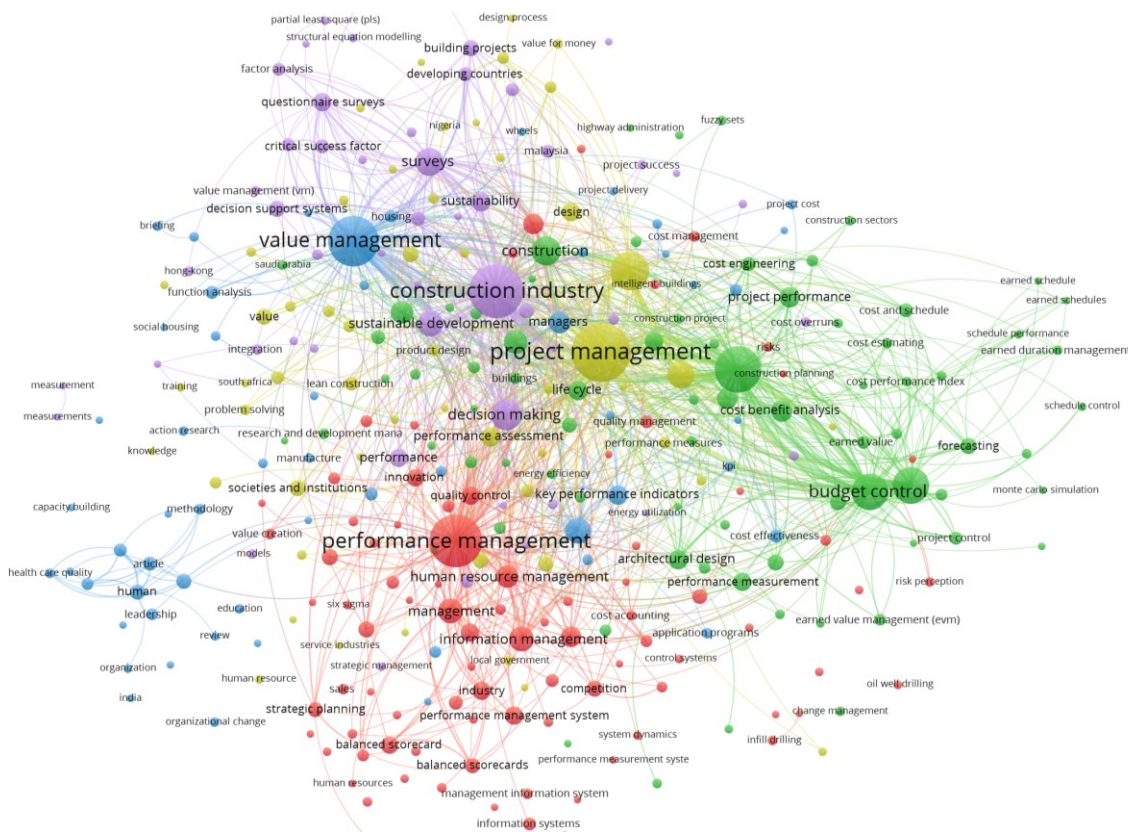 partial least square (pls)
design process
structural equation modelling
building projects
value for money
factor analysis
developing countries
questionnaire surveys
nigeria
wheels
highway administration
fuzzy sets
critical success factor
surveys
malaysia
project success
value management (vm)
decision support systems
housing
sustainability
project delivery
design
project cost
briefing
value management
construction
cost management
construction sectors
saudi arabia
hong-kong
function analysis
construction industry
intelligent buildings
cost engineering
earned schedule
project performance
earned schedules
social housing
value
sustainable development
managers
construction project
cost overruns
cost and schedule
schedule performance
integration
product design
project management
risks
cost estimating
earned duration management
measurement
training
south africa
lean construction
buildings
life cycle
construction planning
cost performance index
measurements
problem solving
decision making
cost benefit analysis
schedule control
action research
research and development mana
performance assessment
quality management
knowledge
manufacture
performance
performance measures
earned value
forecasting
innovation
energy efficiency
kpi
societies and institutions
quality control
key performance indicators
budget control
monte carlo simulation
capacity building
methodology
energy utilization
value creation
performance management
cost effectiveness
project control
models
article
architectural design
health care quality
human resource management
performance measurement
risk perception
human
leadership
education
six sigma
management
cost accounting
review
service industries
information management
application programs
earned value management (evm)
organization
strategic management
local government
control systems
human resource
india
sales
industry
competition
oil well drilling
organizational change
strategic planning
performance management system
change management
balanced scorecard
system dynamics
infill drilling
balanced scorecards
performance measurement syste
human resources
management information system
information systems